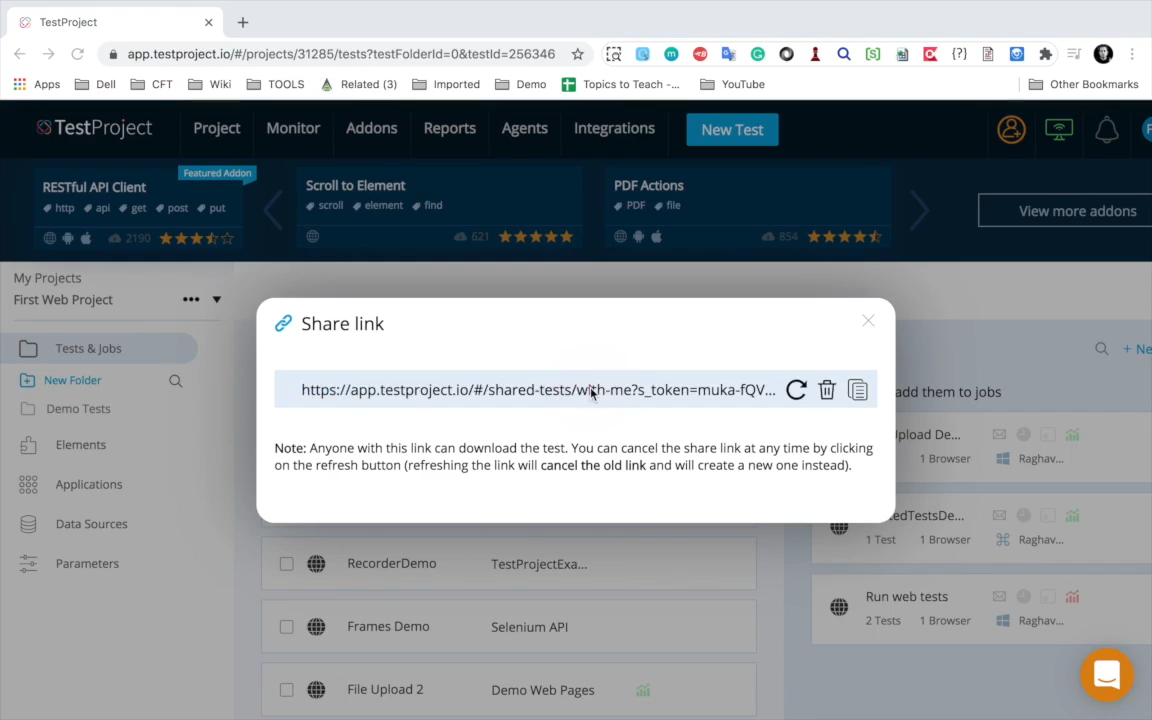 TestProject
app.testproject.io/#/projects/31285/tests?testFolderId=0&testId=256346
Apps Dell CFT Wiki TOOLS Related (3) Imported Demo Topics to Teach -... YouTube Other Bookmarks
TestProject Project Monitor Addons Reports Agents Integrations New Test
Featured Addon
RESTful API Client
http api get post put
2190
Scroll to Element
scroll element find
621
PDF Actions
PDF file
854
View more addons
My Projects
First Web Project
Tests & Jobs
New Folder
Demo Tests
Elements
Applications
Data Sources
Parameters
Share link
https://app.testproject.io/#/shared-tests/with-me?s_token=muka-fQV...
Note: Anyone with this link can download the test. You can cancel the share link at any time by clicking
on the refresh button (refreshing the link will cancel the old link and will create a new one instead).
RecorderDemo TestProjectExa...
Frames Demo Selenium API
File Upload 2 Demo Web Pages
+ Ne
add them to jobs
pload De...
1 Browser Raghav...
edTestsDe...
1 Test 1 Browser Raghav...
Run web tests
2 Tests 1 Browser Raghav...